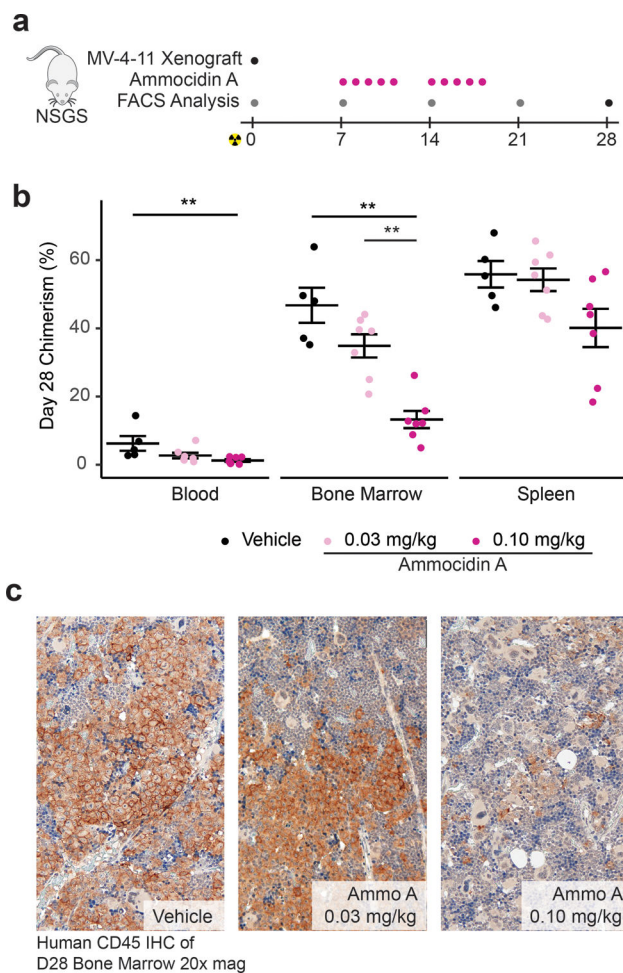 a
MV-4-11 Xenograft
Ammocidin A
FACS Analysis
NSGS
0 7 14 21 28
b
** ** **
Day 28 Chimerism (%)
60
40
20
0
Blood Bone Marrow Spleen
Vehicle 0.03 mg/kg 0.10 mg/kg
Ammocidin A
c
Vehicle
Ammo A
0.03 mg/kg
Ammo A
0.10 mg/kg
Human CD45 IHC of
D28 Bone Marrow 20x mag